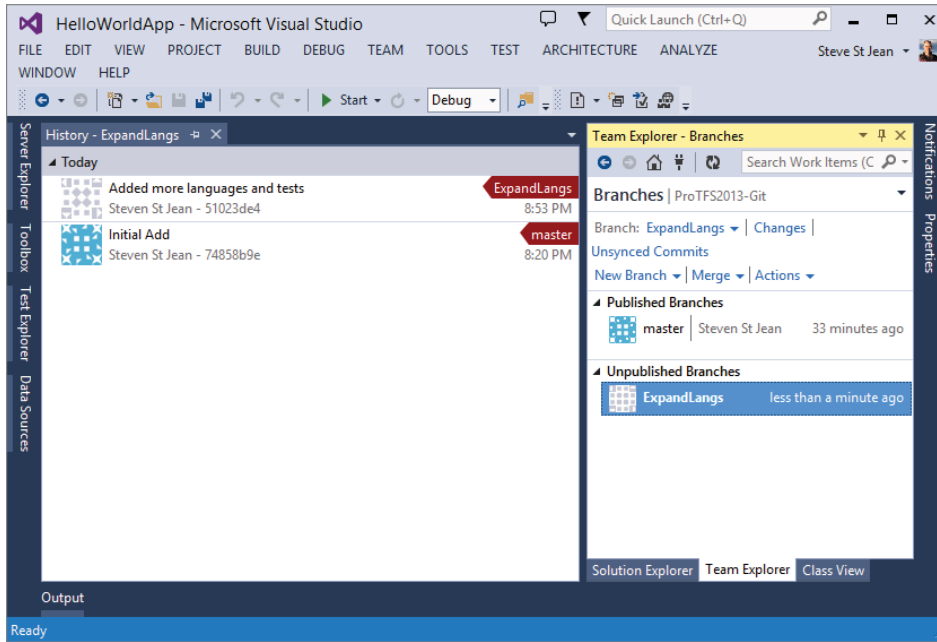 HelloWorldApp - Microsoft Visual Studio
Quick Launch (Ctrl+Q)
FILE EDIT VIEW PROJECT BUILD DEBUG TEAM TOOLS TEST ARCHITECTURE ANALYZE
Steve St Jean
WINDOW HELP
Start
Debug
Server Explorer
Toolbox
Test Explorer
Data Sources
History - ExpandLangs
Today
Added more languages and tests
ExpandLangs
Steven St Jean - 51023de4
8:53 PM
Initial Add
master
Steven St Jean - 74858b9e
8:20 PM
Team Explorer - Branches
Search Work Items (C
Branches | ProTFS2013-Git
Branch: ExpandLangs | Changes |
Unsynced Commits
New Branch | Merge | Actions
Published Branches
master | Steven St Jean 33 minutes ago
Unpublished Branches
ExpandLangs less than a minute ago
Solution Explorer Team Explorer Class View
Notifications
Properties
Output
Ready